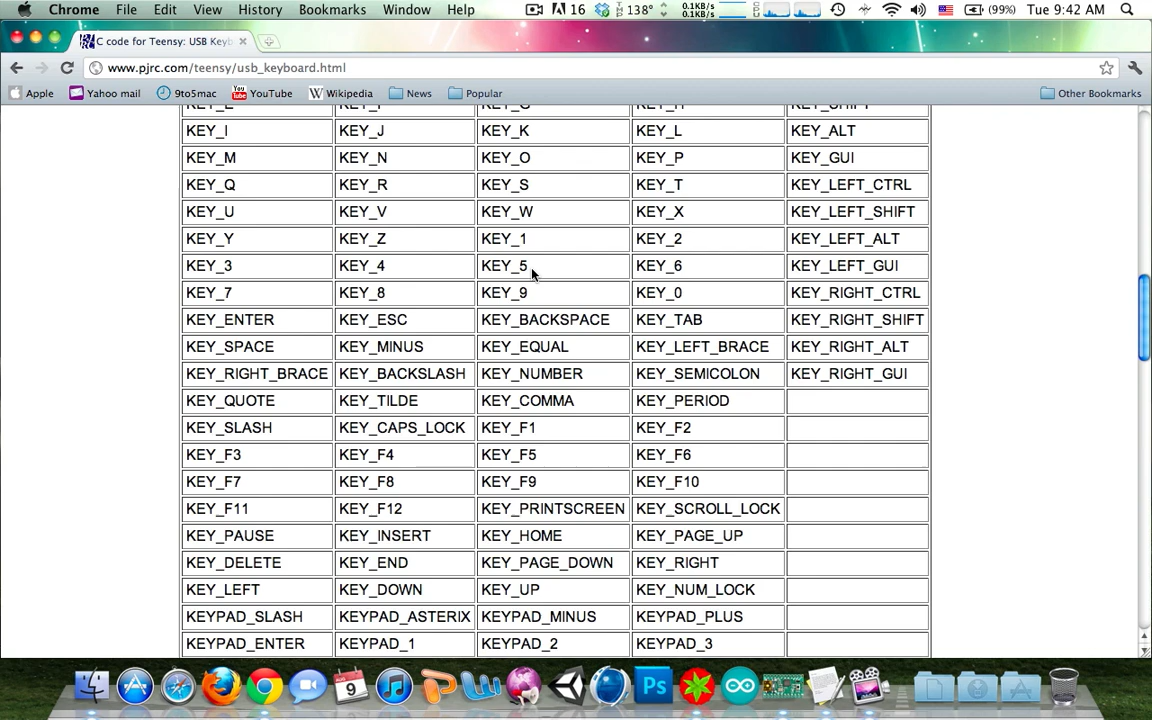 Chrome File Edit View History Bookmarks Window Help 16 138° 0.1KB/s 0.1KB/s (99%) Tue 9:42 AM
C code for Teensy: USB Keyb
www.pjrc.com/teensy/usb_keyboard.html
Apple Yahoo mail 9to5mac YouTube Wikipedia News Popular Other Bookmarks
KEY_I KEY_J KEY_K KEY_L KEY_ALT
KEY_M KEY_N KEY_O KEY_P KEY_GUI
KEY_Q KEY_R KEY_S KEY_T KEY_LEFT_CTRL
KEY_U KEY_V KEY_W KEY_X KEY_LEFT_SHIFT
KEY_Y KEY_Z KEY_1 KEY_2 KEY_LEFT_ALT
KEY_3 KEY_4 KEY_5 KEY_6 KEY_LEFT_GUI
KEY_7 KEY_8 KEY_9 KEY_0 KEY_RIGHT_CTRL
KEY_ENTER KEY_ESC KEY_BACKSPACE KEY_TAB KEY_RIGHT_SHIFT
KEY_SPACE KEY_MINUS KEY_EQUAL KEY_LEFT_BRACE KEY_RIGHT_ALT
KEY_RIGHT_BRACE KEY_BACKSLASH KEY_NUMBER KEY_SEMICOLON KEY_RIGHT_GUI
KEY_QUOTE KEY_TILDE KEY_COMMA KEY_PERIOD
KEY_SLASH KEY_CAPS_LOCK KEY_F1 KEY_F2
KEY_F3 KEY_F4 KEY_F5 KEY_F6
KEY_F7 KEY_F8 KEY_F9 KEY_F10
KEY_F11 KEY_F12 KEY_PRINTSCREEN KEY_SCROLL_LOCK
KEY_PAUSE KEY_INSERT KEY_HOME KEY_PAGE_UP
KEY_DELETE KEY_END KEY_PAGE_DOWN KEY_RIGHT
KEY_LEFT KEY_DOWN KEY_UP KEY_NUM_LOCK
KEYPAD_SLASH KEYPAD_ASTERIX KEYPAD_MINUS KEYPAD_PLUS
KEYPAD_ENTER KEYPAD_1 KEYPAD_2 KEYPAD_3
9 Ps